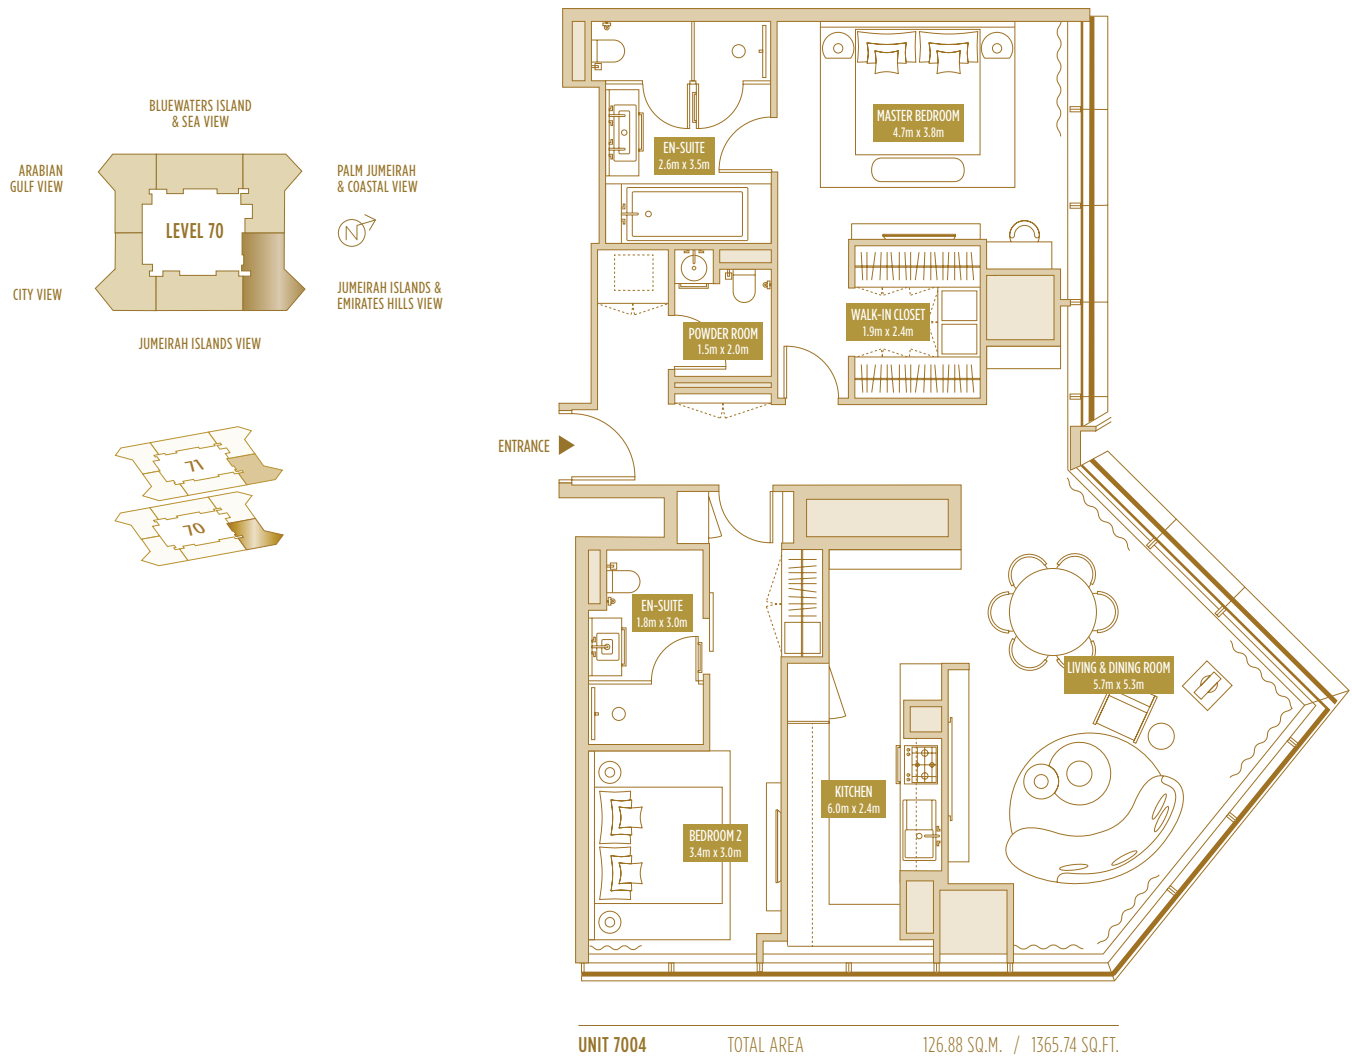 BLUEWATERS ISLAND
& SEA VIEW
ARABIAN
GULF VIEW
PALM JUMEIRAH
& COASTAL VIEW
LEVEL 70
N
CITY VIEW
JUMEIRAH ISLANDS &
EMIRATES HILLS VIEW
JUMEIRAH ISLANDS VIEW
71
70
MASTER BEDROOM
4.7m x 3.8m
EN-SUITE
2.6m x 3.5m
WALK-IN CLOSET
1.9m x 2.4m
POWDER ROOM
1.5m x 2.0m
ENTRANCE
EN-SUITE
1.8m x 3.0m
LIVING & DINING ROOM
5.7m x 5.3m
KITCHEN
6.0m x 2.4m
BEDROOM 2
3.4m x 3.0m
UNIT 7004 TOTAL AREA 126.88 SQ.M. / 1365.74 SQ.FT.